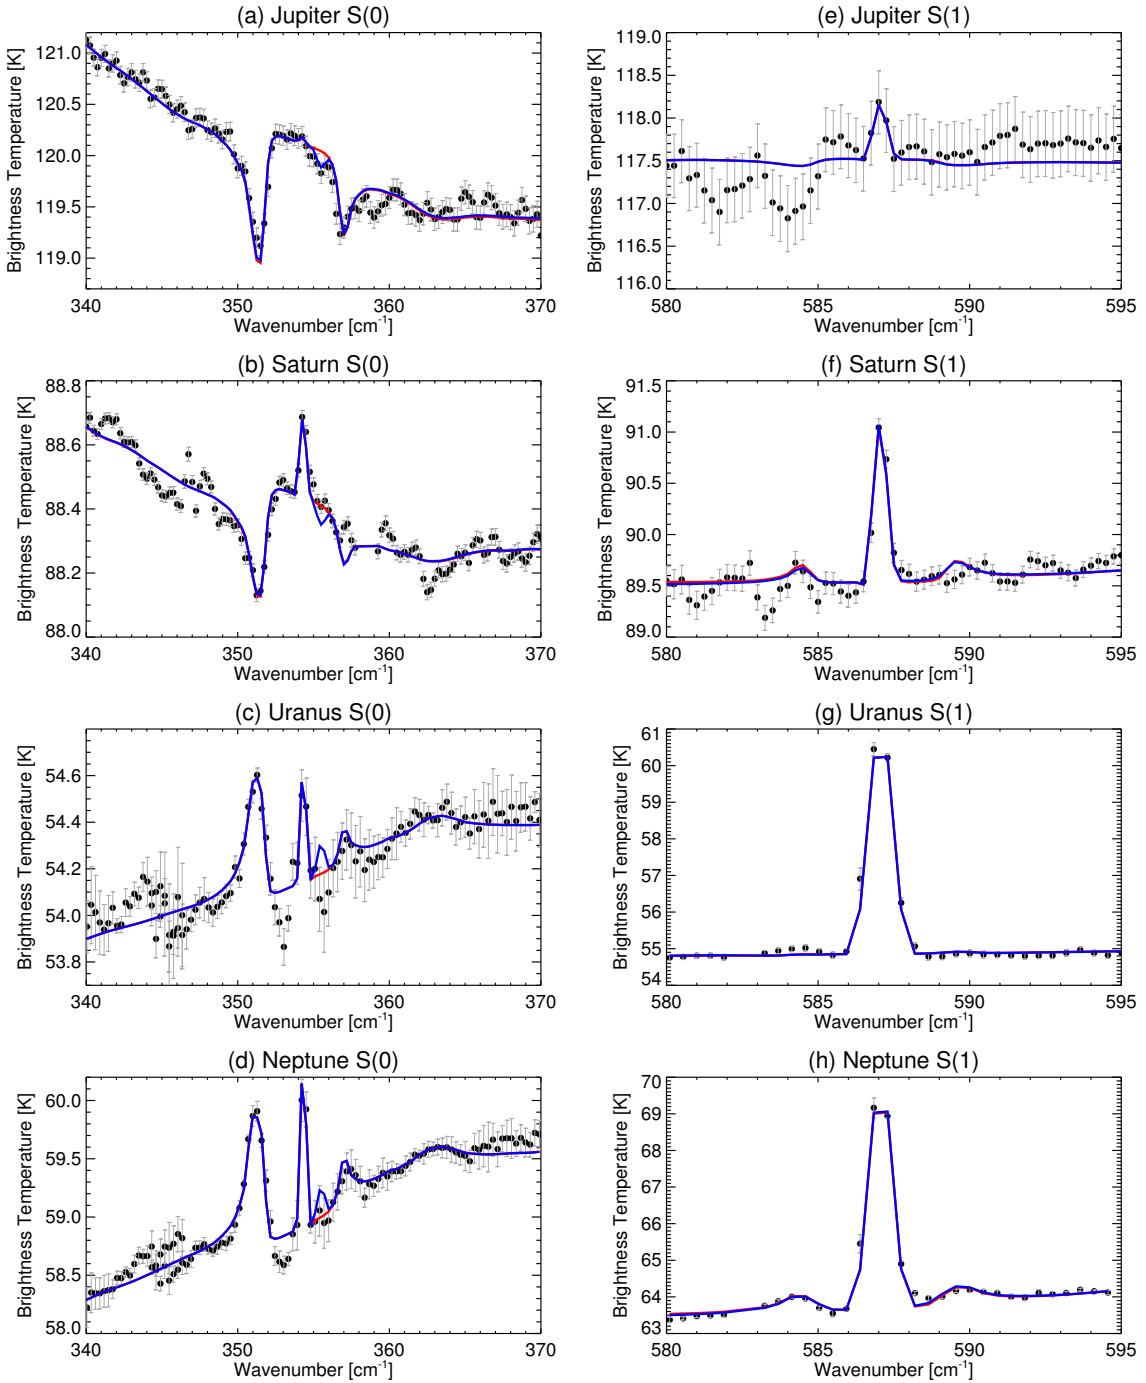 (a) Jupiter S(0)
Brightness Temperature [K]
121.0
120.5
120.0
119.5
119.0
340 350 360 370
Wavenumber [cm⁻¹]
(e) Jupiter S(1)
Brightness Temperature [K]
119.0
118.5
118.0
117.5
117.0
116.5
116.0
580 585 590 595
Wavenumber [cm⁻¹]
(b) Saturn S(0)
Brightness Temperature [K]
88.8
88.6
88.4
88.2
88.0
340 350 360 370
Wavenumber [cm⁻¹]
(f) Saturn S(1)
Brightness Temperature [K]
91.5
91.0
90.5
90.0
89.5
89.0
580 585 590 595
Wavenumber [cm⁻¹]
(c) Uranus S(0)
Brightness Temperature [K]
54.6
54.4
54.2
54.0
53.8
340 350 360 370
Wavenumber [cm⁻¹]
(g) Uranus S(1)
Brightness Temperature [K]
61
60
59
58
57
56
55
54
580 585 590 595
Wavenumber [cm⁻¹]
(d) Neptune S(0)
Brightness Temperature [K]
60.0
59.5
59.0
58.5
58.0
340 350 360 370
Wavenumber [cm⁻¹]
(h) Neptune S(1)
Brightness Temperature [K]
70
69
68
67
66
65
64
63
580 585 590 595
Wavenumber [cm⁻¹]